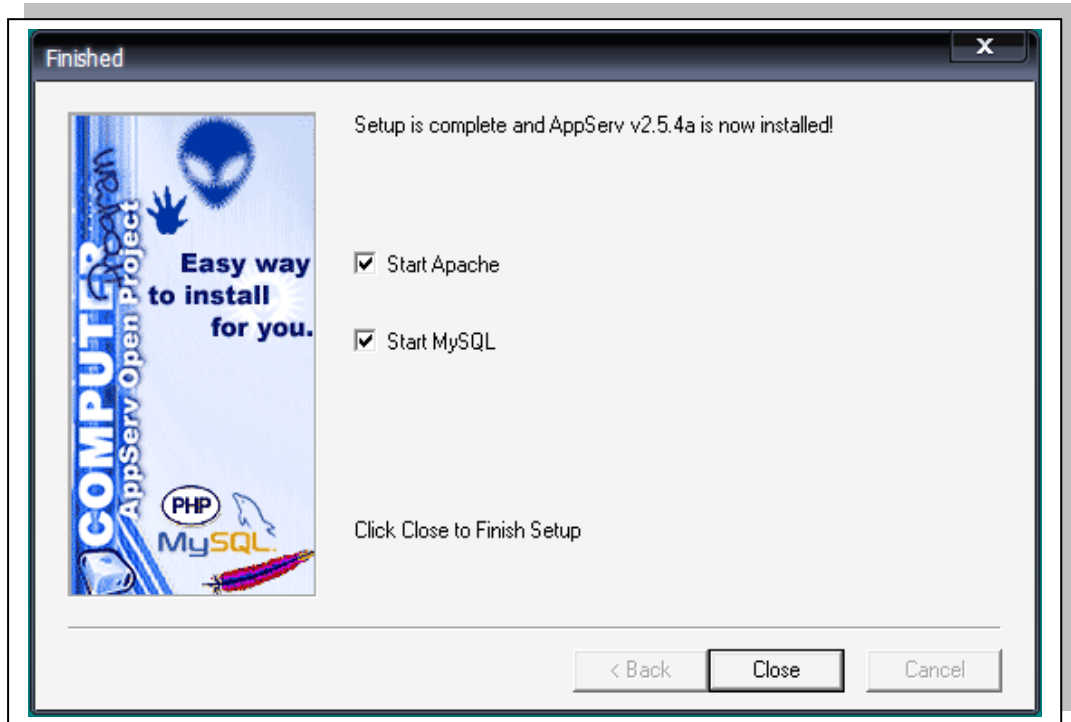 Finished
x
Setup is complete and AppServ v2.5.4a is now installed!
COMPUTER
Program
AppServ Open Project
Easy way
to install
for you.
Start Apache
Start MySQL
PHP
MySQL
Click Close to Finish Setup
< Back
Close
Cancel